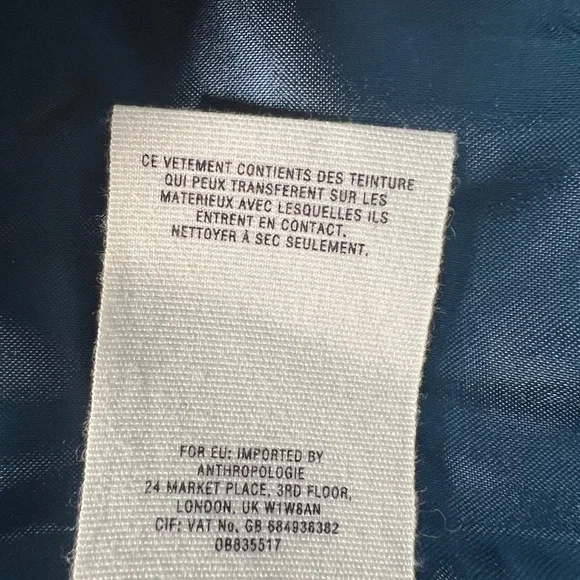 CE VETEMENT CONTIENTS DES TEINTURE
QUI PEUX TRANSFERENT SUR LES
MATERIEUX AVEC LESQUELLES ILS
ENTRENT EN CONTACT.
NETTOYER À SEC SEULEMENT.
FOR EU: IMPORTED BY
ANTHROPOLOGIE
24 MARKET PLACE, 3RD FLOOR,
LONDON, UK W1W8AN
CIF: VAT No. GB 684936382
OB835517